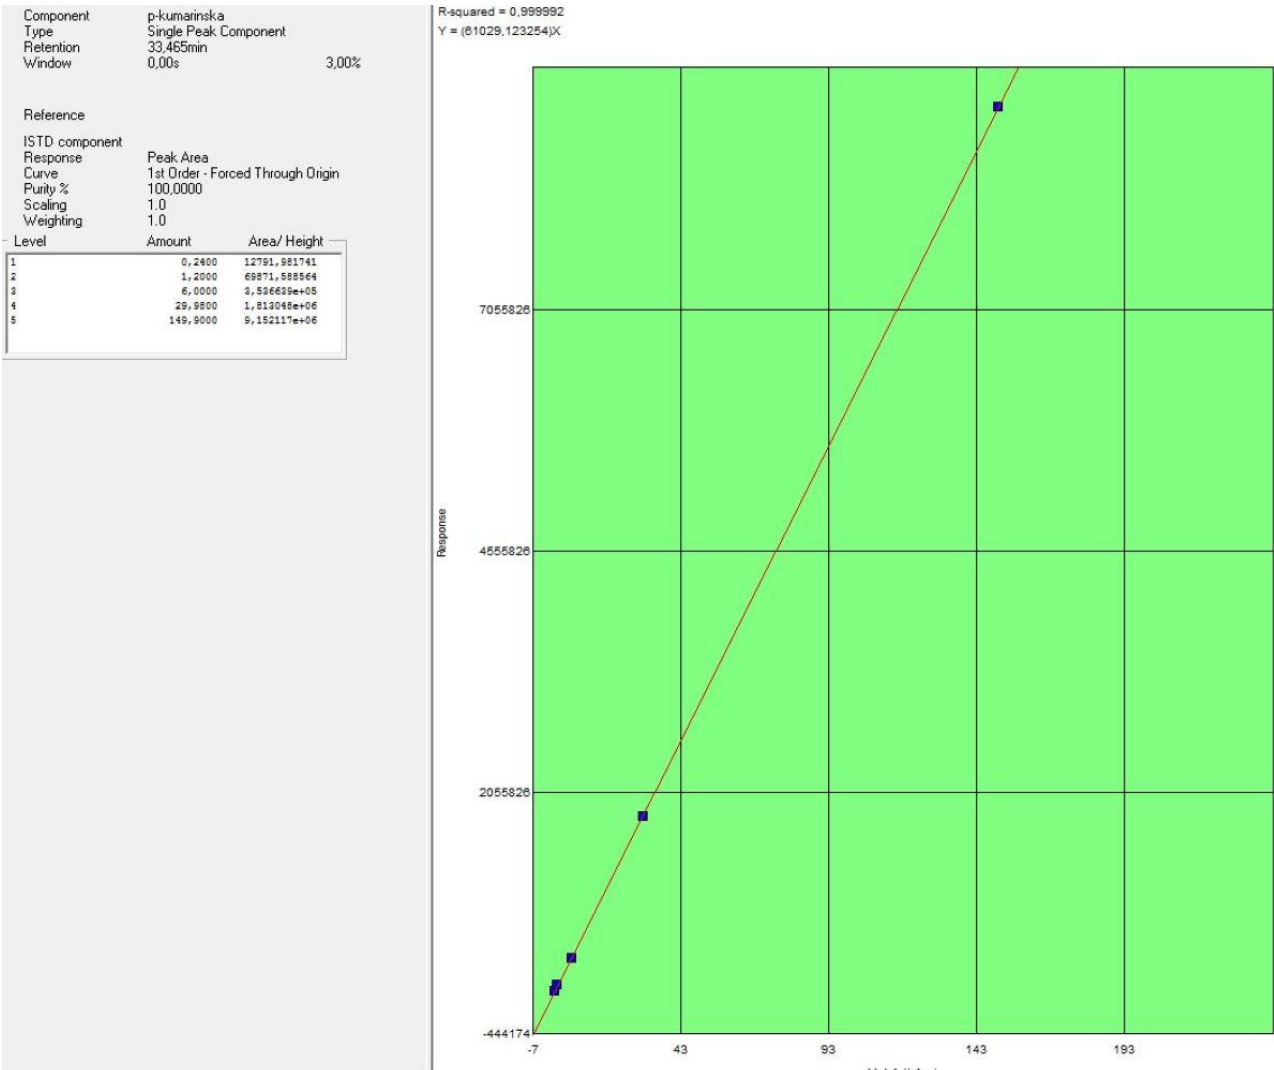 Component p-kumarinska
Type Single Peak Component
Retention 33,465min
Window 0,00s 3,00%
Reference
ISTD component
Response Peak Area
Curve 1st Order - Forced Through Origin
Purity % 100,0000
Scaling 1.0
Weighting 1.0
Level Amount Area/ Height
1 0,2400 12791,981741
2 1,2000 69871,588564
3 6,0000 3,536639e+05
4 29,9800 1,813048e+06
5 149,9000 9,152117e+06
R-squared = 0,999992
Y = (61029,123254)X
7055826
Response
4555826
2055826
-444174
-7 43 93 143 193